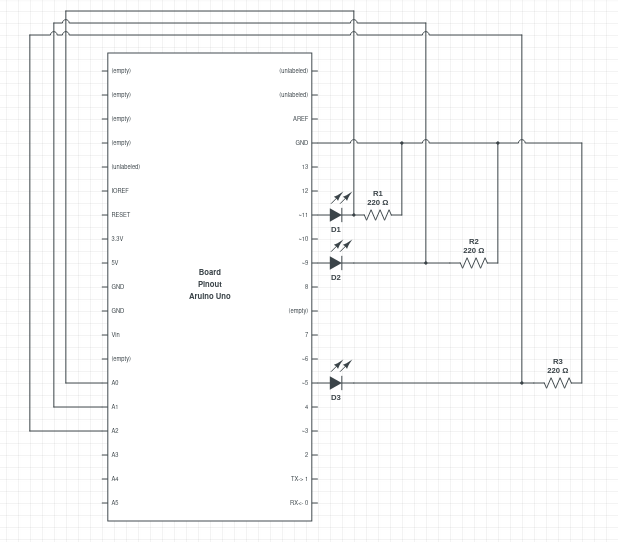 (empty)
(empty)
(empty)
(empty)
(unlabeled)
IOREF
RESET
3.3V
5V
GND
GND
Vin
(empty)
A0
A1
A2
A3
A4
A5
Board
Pinout
Aruino Uno
(unlabeled)
(unlabeled)
AREF
GND
13
12
~11
~10
~9
8
(empty)
7
~6
~5
4
~3
2
TX-> 1
RX<- 0
D1
R1
220 Ω
D2
R2
220 Ω
D3
R3
220 Ω